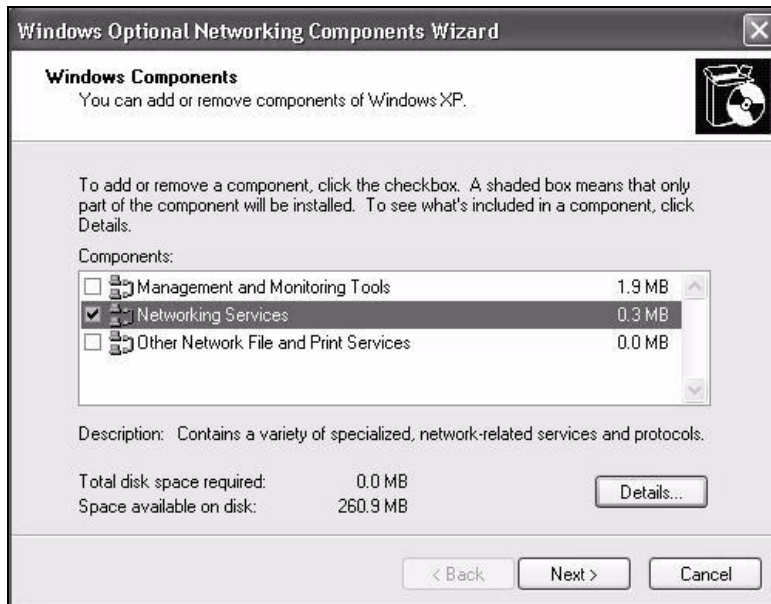 Windows Optional Networking Components Wizard
Windows Components
You can add or remove components of Windows XP.
To add or remove a component, click the checkbox. A shaded box means that only
part of the component will be installed. To see what's included in a component, click
Details.
Components:
Management and Monitoring Tools 1.9 MB
Networking Services 0.3 MB
Other Network File and Print Services 0.0 MB
Description: Contains a variety of specialized, network-related services and protocols.
Total disk space required: 0.0 MB
Space available on disk: 260.9 MB
Details...
< Back Next > Cancel